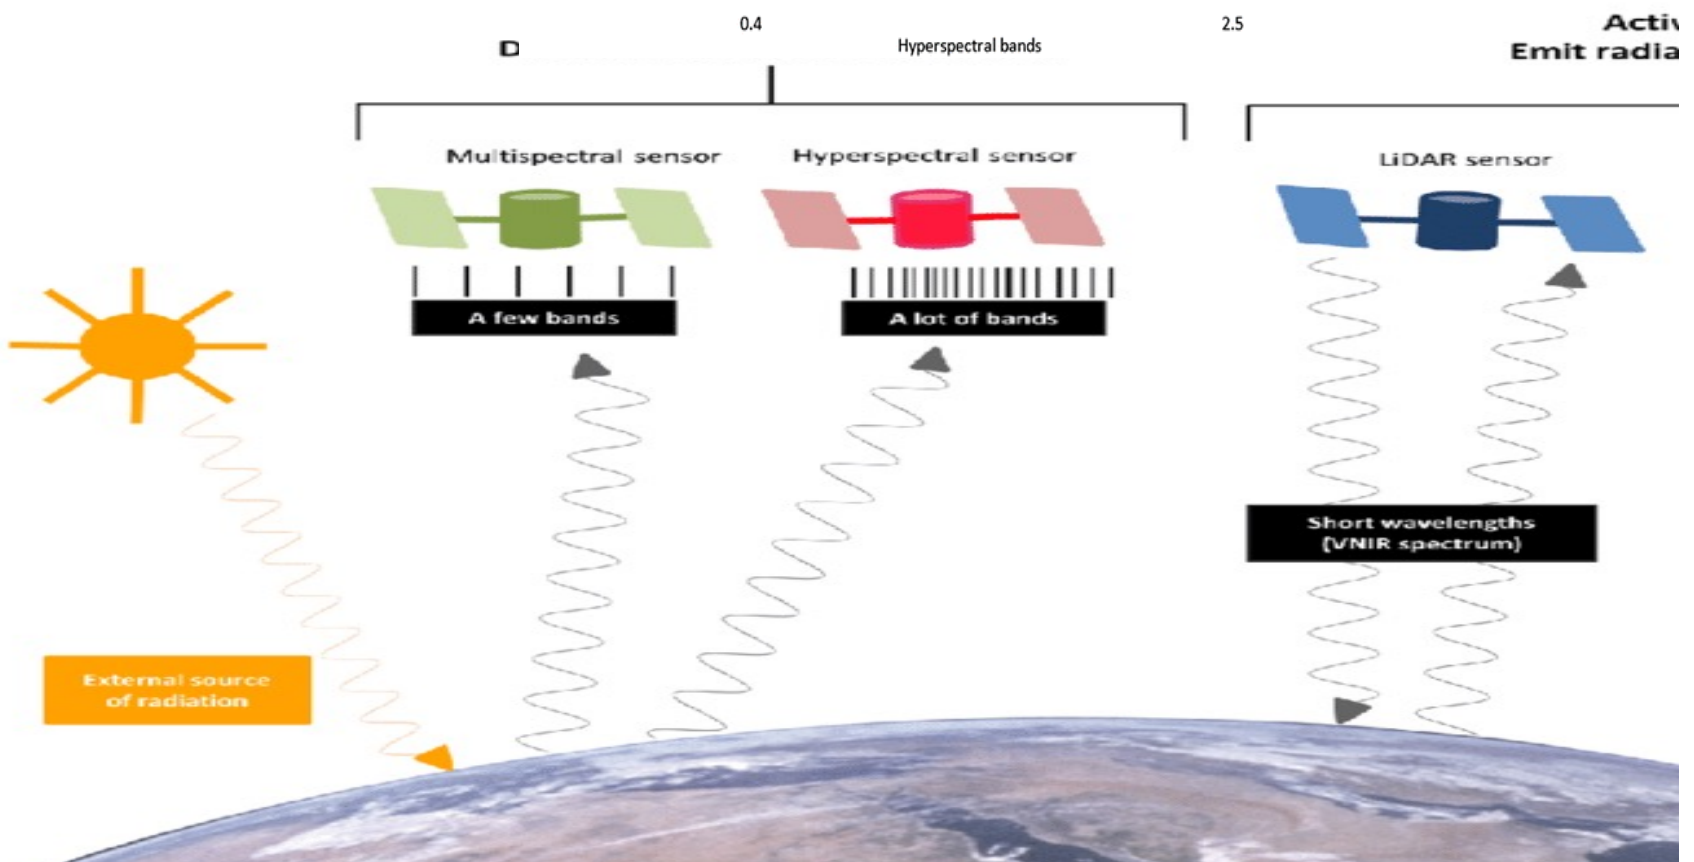 0.4
2.5
Hyperspectral bands
D
Activ
Emit radia
Multispectral sensor
Hyperspectral sensor
LiDAR sensor
A few bands
A lot of bands
Short wavelengths
(VNIR spectrum)
External source
of radiation